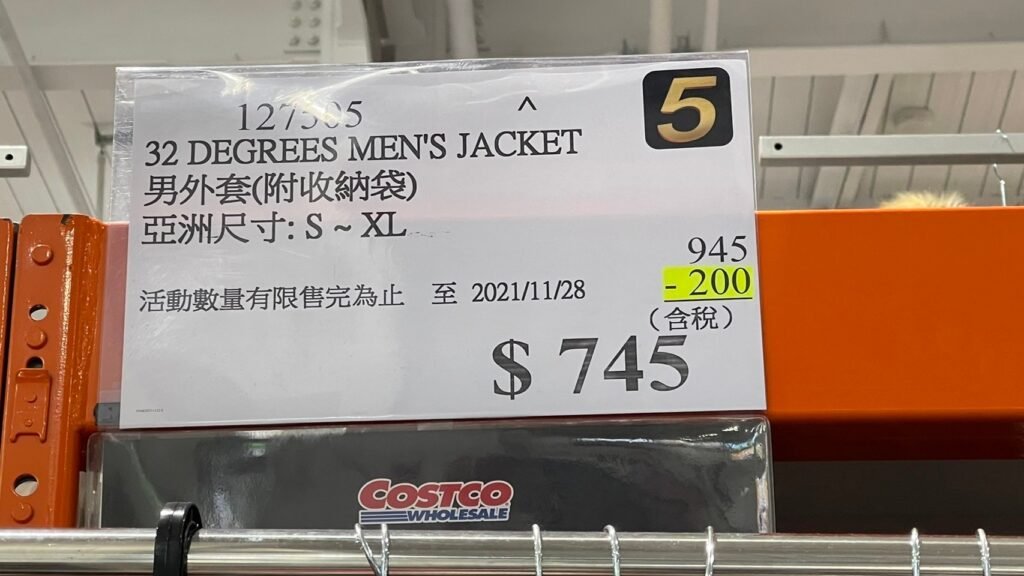 127305
^
5
32 DEGREES MEN'S JACKET
男外套(附收納袋)
亞洲尺寸: S ~ XL
945
- 200
活動數量有限售完為止 至 2021/11/28
(含稅)
$ 745
COSTCO
WHOLESALE